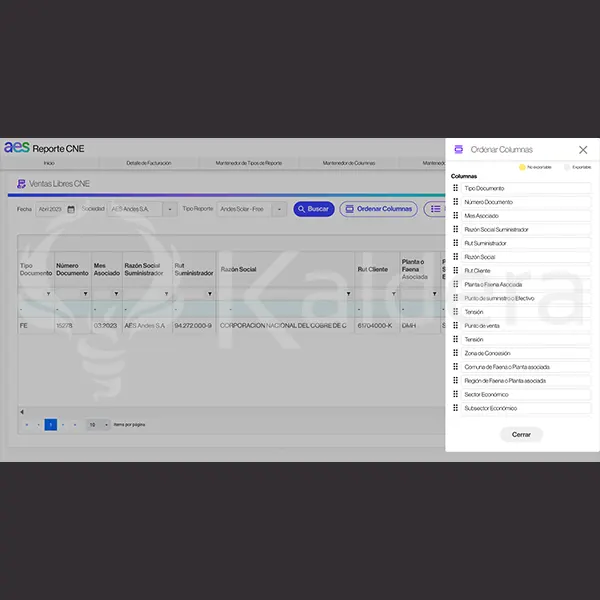 aes Reporte CNE
Inicio
Detalle de Facturación
Mantenedor de Tipos de Reporte
Mantenedor de Columnas
Ventas Libres CNE
Fecha Abril 2023 Sociedad AES Andes S.A. Tipo Reporte Andes Solar - Free Buscar Ordenar Columnas
Tipo Documento
Número Documento
Mes Asociado
Razón Social Suministrador
Rut Suministrador
Razón Social
Rut Cliente
Planta o Faena Asociada
FE 15278 03.2023 AES Andes S.A. 94.272.000-9 CORPORACION NACIONAL DEL COBRE DE C 61704000-K DMH
1 10 Items por página
Kaldera
Ordenar Columnas
No exportable Exportable
Columnas
Tipo Documento
Número Documento
Mes Asociado
Razón Social Suministrador
Rut Suministrador
Razón Social
Rut Cliente
Planta o Faena Asociada
Punto de suministro o Efectivo
Tensión
Punto de venta
Tensión
Zona de Concesión
Comuna de Faena o Planta asociada
Región de Faena o Planta asociada
Sector Económico
Subsector Económico
Cerrar